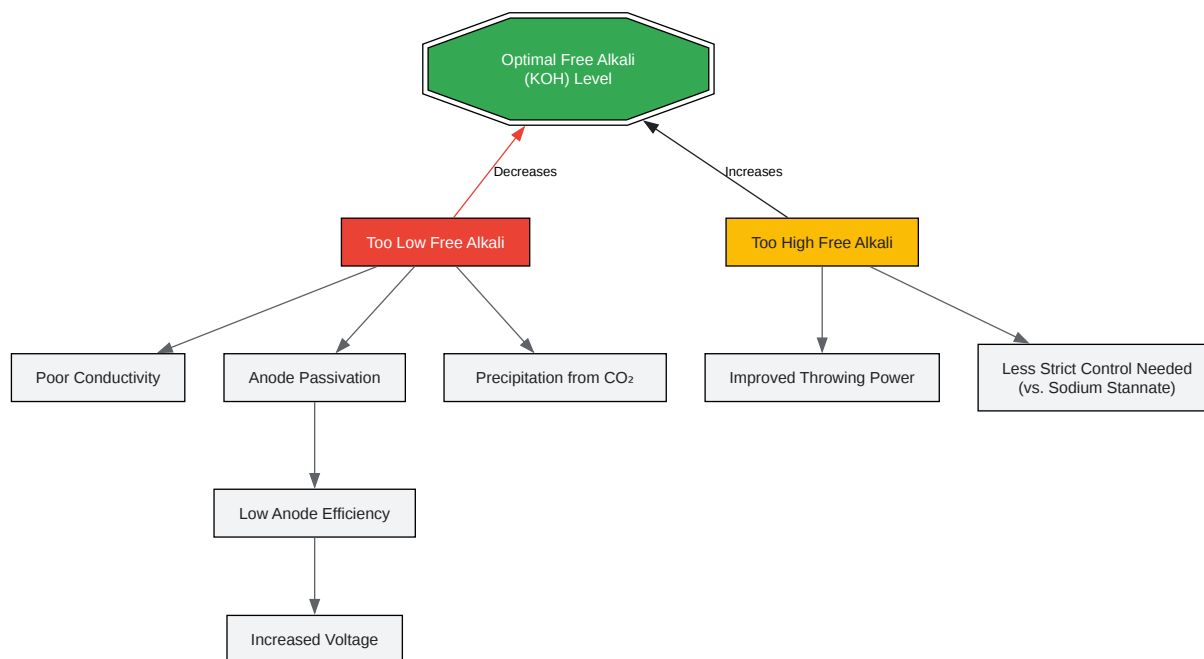 Optimal Free Alkali
(KOH) Level
Decreases
Increases
Too Low Free Alkali
Too High Free Alkali
Poor Conductivity
Anode Passivation
Precipitation from CO₂
Improved Throwing Power
Less Strict Control Needed
(vs. Sodium Stannate)
Low Anode Efficiency
Increased Voltage